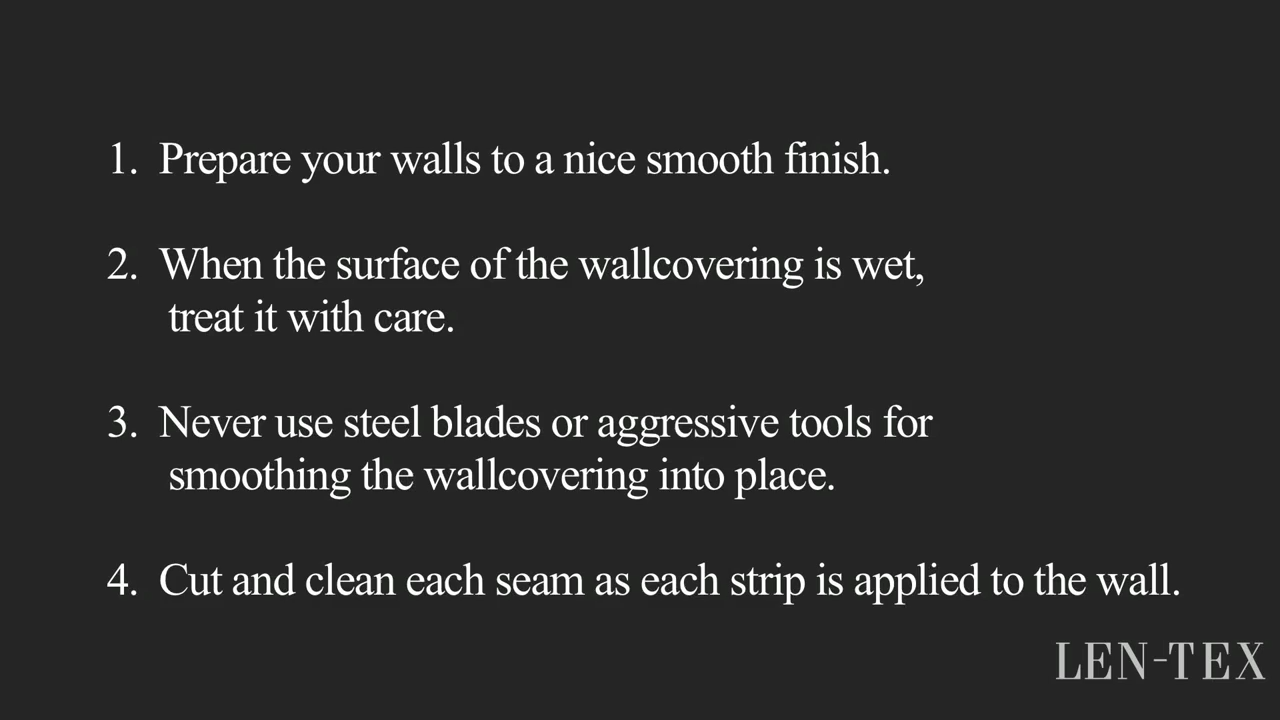 1. Prepare your walls to a nice smooth finish.
2. When the surface of the wallcovering is wet,
treat it with care.
3. Never use steel blades or aggressive tools for
smoothing the wallcovering into place.
4. Cut and clean each seam as each strip is applied to the wall.
LEN-TEX